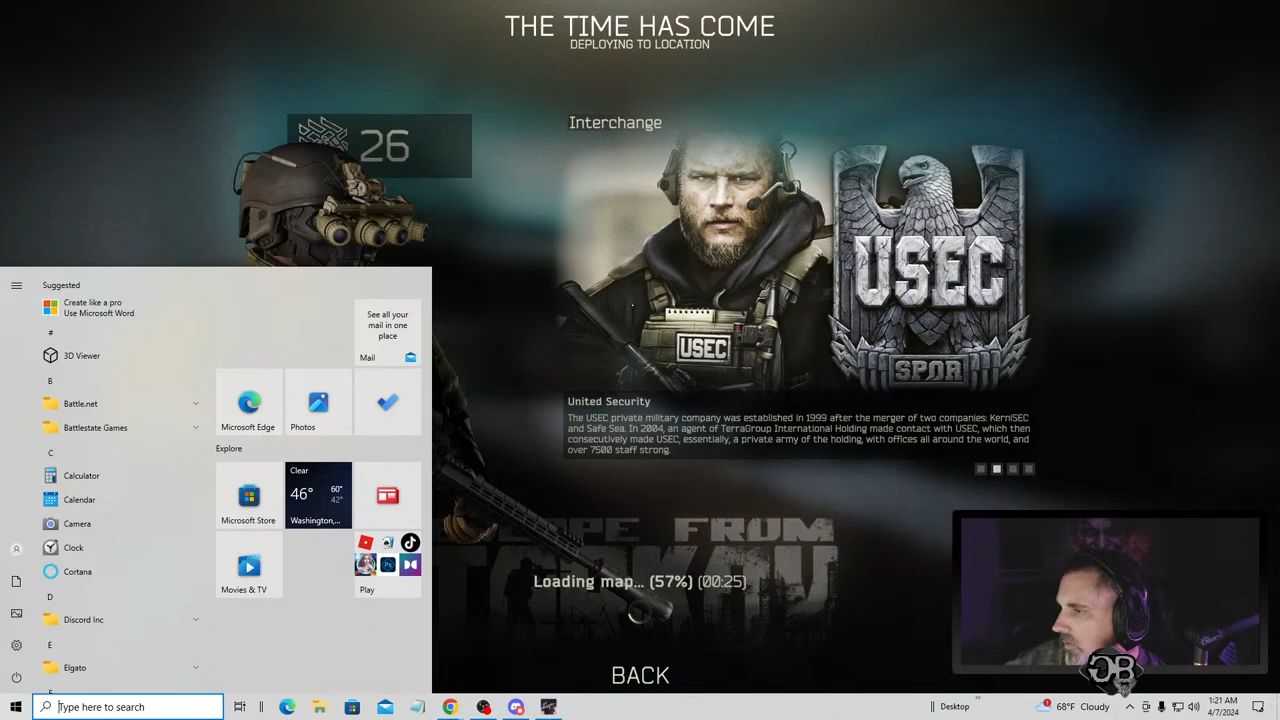 THE TIME HAS COME
DEPLOYING TO LOCATION
26
Interchange
USEC
USEC
SPOR
United Security
The USEC private military company was established in 1999 after the merger of two companies: KerniSEC
and Safe Sea. In 2004, an agent of TerraGroup International Holding made contact with USEC, which then
consecutively made USEC, essentially, a private army of the holding, with offices all around the world, and
over 7500 staff strong.
ESCAPE FROM
TARKOV
Loading map... (57%) (00:25)
BACK
Suggested
Create like a pro
Use Microsoft Word
#
3D Viewer
B
Battle.net
Battlestate Games
C
Calculator
Calendar
Camera
Clock
Cortana
D
Discord Inc
E
Elgato
See all your
mail in one
place
Mail
Microsoft Edge
Photos
Explore
Microsoft Store
Clear
46°
60°
42°
Washington,...
Movies & TV
Play
Type here to search
Desktop
68°F Cloudy
1:21 AM
4/7/2024